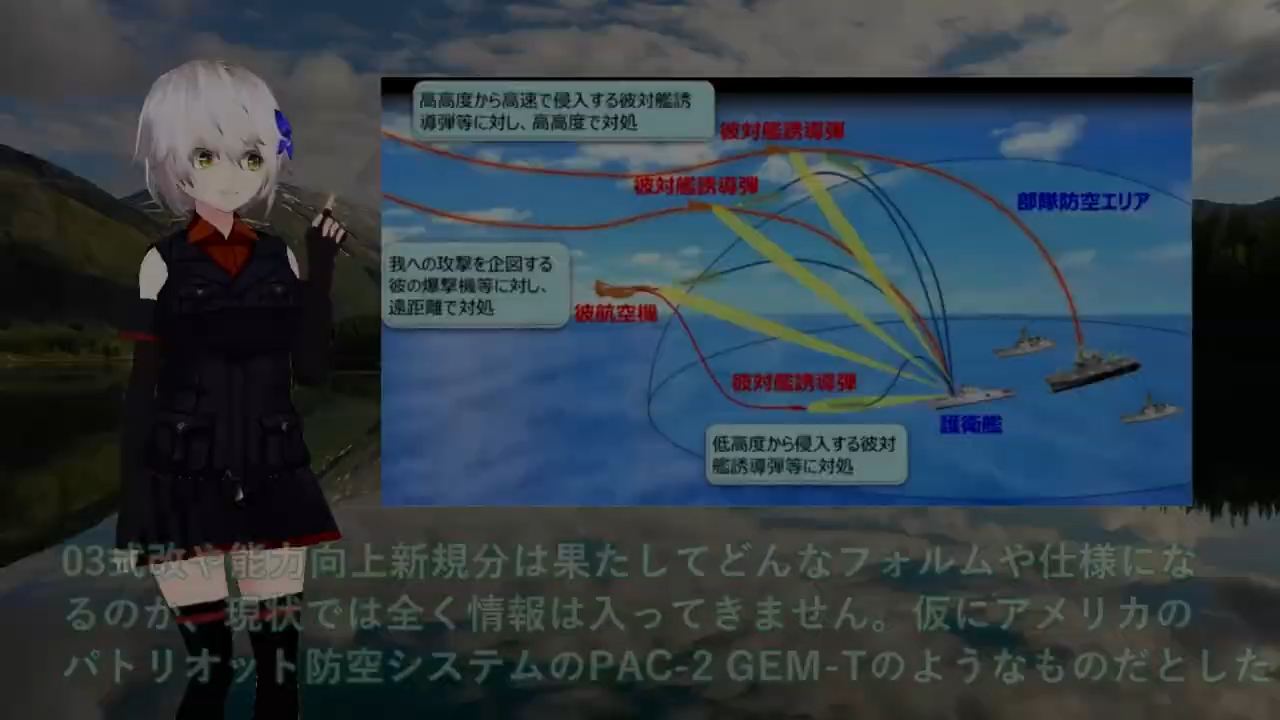 高高度から高速で侵入する彼対艦誘
導弾等に対し、高高度で対処
彼対艦誘導弾
彼対艦誘導弾
部隊防空エリア
我への攻撃を企図する
彼の爆撃機等に対し、
遠距離で対処
彼航空機
彼対艦誘導弾
護衛艦
低高度から侵入する彼対
艦誘導弾等に対処
03式改や能力向上新規分は果たしてどんなフォルムや仕様にな
るのか、現状では全く情報は入ってきません。仮にアメリカの
パトリオット防空システムのPAC-2 GEM-Tのようなものだとした